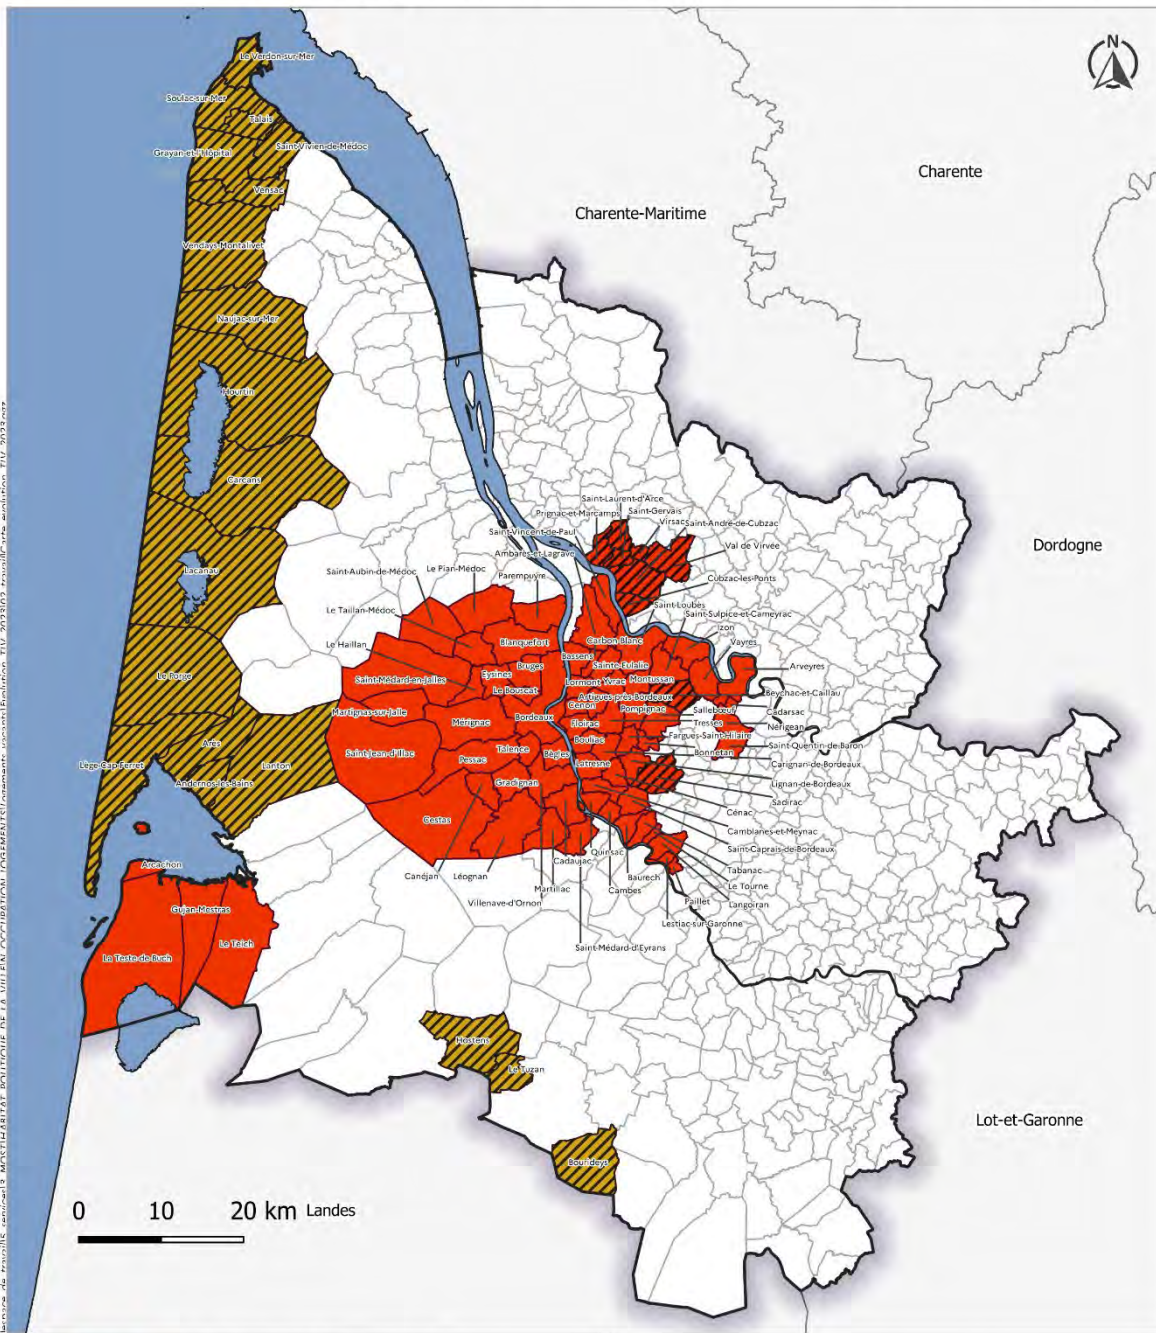 N
Le Verdon-sur-Mer
Soulac-sur-Mer
Talais
Saint-Vivien-de-Médoc
Grayan-et-l'Hôpital
Charente
Vensac
Charente-Maritime
Vendays-Montalivet
Naujac-sur-Mer
Hourtin
Carcans
Saint-Laurent-d'Arce
Prignac-et-Marcamps
Saint-Gervais
Virsac
Saint-André-de-Cubzac
Saint-Vincent-de-Paul
Val de Virvée
Dordogne
Ambarès-et-Lagrave
Lacanau
Saint-Aubin-de-Médoc
Le Pian-Médoc
Parempuyre
Cubzac-les-Ponts
Saint-Loubès
Le Taillan-Médoc
Saint-Sulpice-et-Cameyrac
Izon
Le Haillan
Blanquefort
Carbon-Blanc
Vayres
Bassens
Bruges
Sainte-Eulalie
Arveyres
Le Porge
Saint-Médard-en-Jalles
Eysines
Lormont
Yvrac
Montussan
Le Bouscat
Artigues-près-Bordeaux
Beychac-et-Caillau
Cenon
Pompignac
Sallebœuf
Cadarsac
Martignas-sur-Jalle
Mérignac
Bordeaux
Floirac
Tresses
Nérigean
Fargues-Saint-Hilaire
Arès
Saint-Jean-d'Illac
Talence
Bouliac
Saint-Quentin-de-Baron
Lège-Cap-Ferret
Lanton
Pessac
Bègles
Bonnetan
Latresne
Carignan-de-Bordeaux
Andernos-les-Bains
Gradignan
Lignan-de-Bordeaux
Sadirac
Cestas
Cénac
Camblanes-et-Meynac
Quinsac
Saint-Caprais-de-Bordeaux
Arcachon
Cadaujac
Tabanac
Canéjan
Léognan
Baurech
Martillac
Cambes
Le Tourne
Villenave-d'Ornon
Paillet
Langoiran
Gujan-Mestras
Lestiac-sur-Garonne
Le Teich
Saint-Médard-d'Eyrans
La Teste-de-Buch
Hostens
Le Tuzan
Lot-et-Garonne
Bourideys
0 10 20 km
Landes